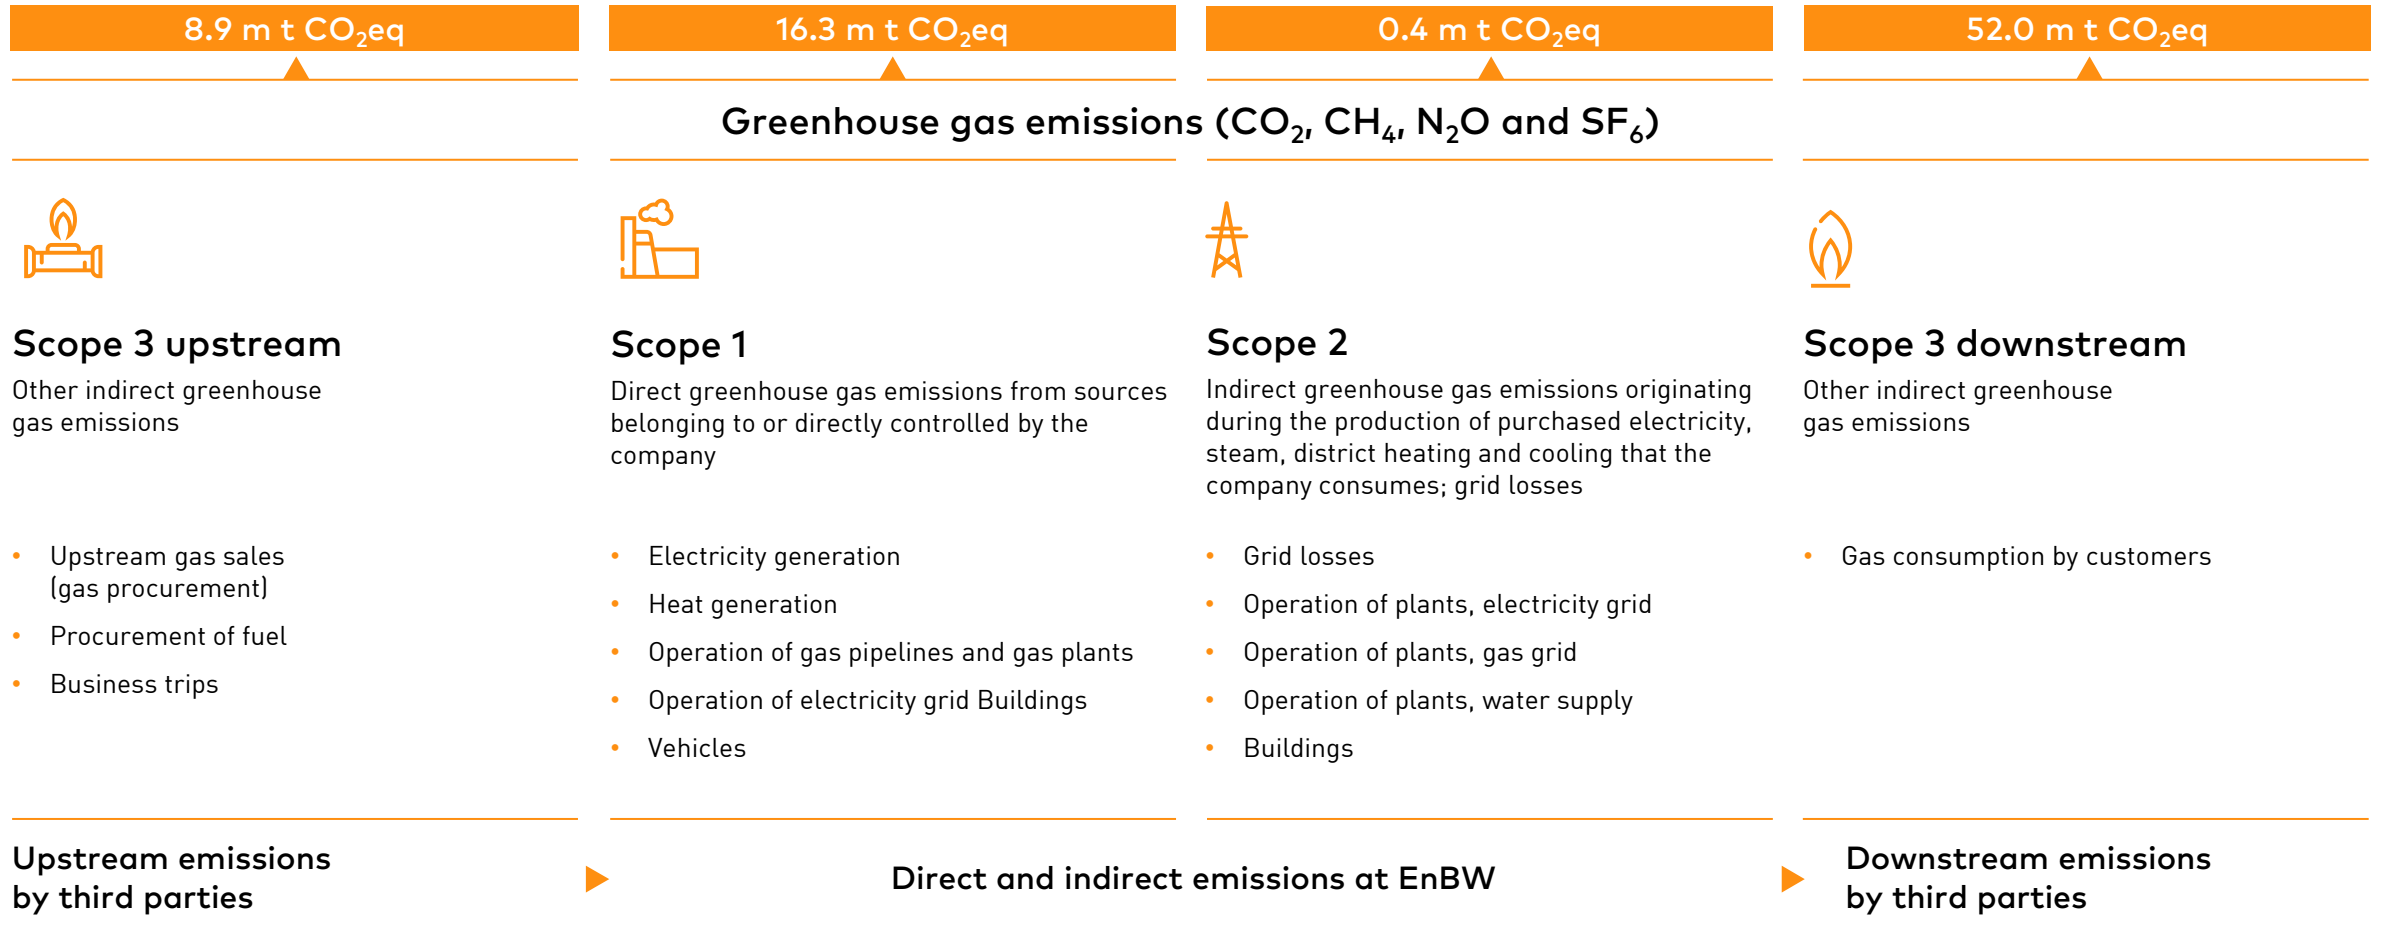 8.9 m t CO₂eq
16.3 m t CO₂eq
0.4 m t CO₂eq
52.0 m t CO₂eq
Greenhouse gas emissions (CO₂, CH₄, N₂O and SF₆)
Scope 3 upstream
Other indirect greenhouse
gas emissions
• Upstream gas sales
(gas procurement)
• Procurement of fuel
• Business trips
Scope 1
Direct greenhouse gas emissions from sources
belonging to or directly controlled by the
company
• Electricity generation
• Heat generation
• Operation of gas pipelines and gas plants
• Operation of electricity grid Buildings
• Vehicles
Scope 2
Indirect greenhouse gas emissions originating
during the production of purchased electricity,
steam, district heating and cooling that the
company consumes; grid losses
• Grid losses
• Operation of plants, electricity grid
• Operation of plants, gas grid
• Operation of plants, water supply
• Buildings
Scope 3 downstream
Other indirect greenhouse
gas emissions
• Gas consumption by customers
Upstream emissions
by third parties
Direct and indirect emissions at EnBW
Downstream emissions
by third parties